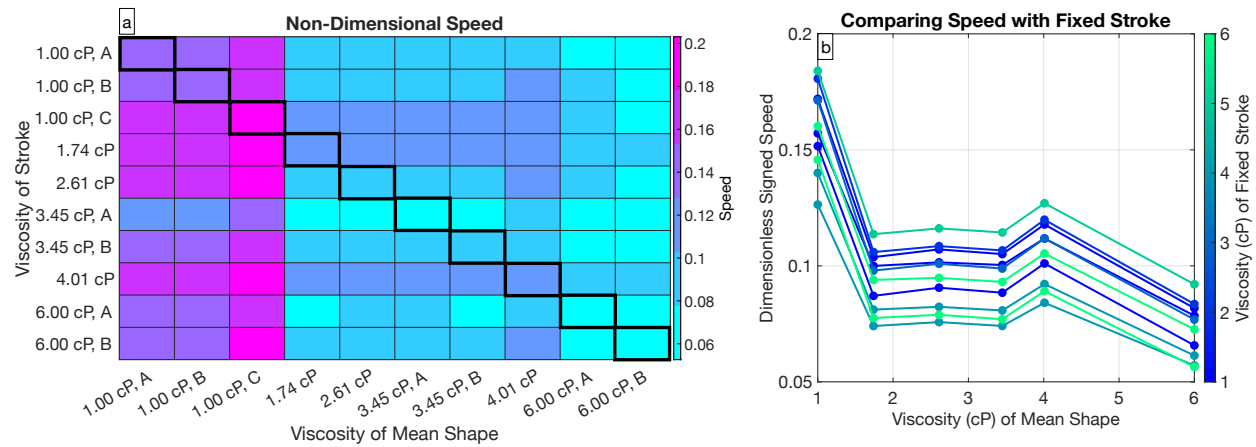 a
Non-Dimensional Speed
Viscosity of Stroke
1.00 cP, A
1.00 cP, B
1.00 cP, C
1.74 cP
2.61 cP
3.45 cP, A
3.45 cP, B
4.01 cP
6.00 cP, A
6.00 cP, B
1.00 cP, A
1.00 cP, B
1.00 cP, C
1.74 cP
2.61 cP
3.45 cP, A
3.45 cP, B
4.01 cP
6.00 cP, A
6.00 cP, B
Viscosity of Mean Shape
0.2
0.18
0.16
0.14
0.12
0.1
0.08
0.06
Speed
Comparing Speed with Fixed Stroke
b
Dimensionless Signed Speed
0.2
0.15
0.1
0.05
1
2
3
4
5
6
Viscosity (cP) of Mean Shape
6
5
4
3
2
1
Viscosity (cP) of Fixed Stroke